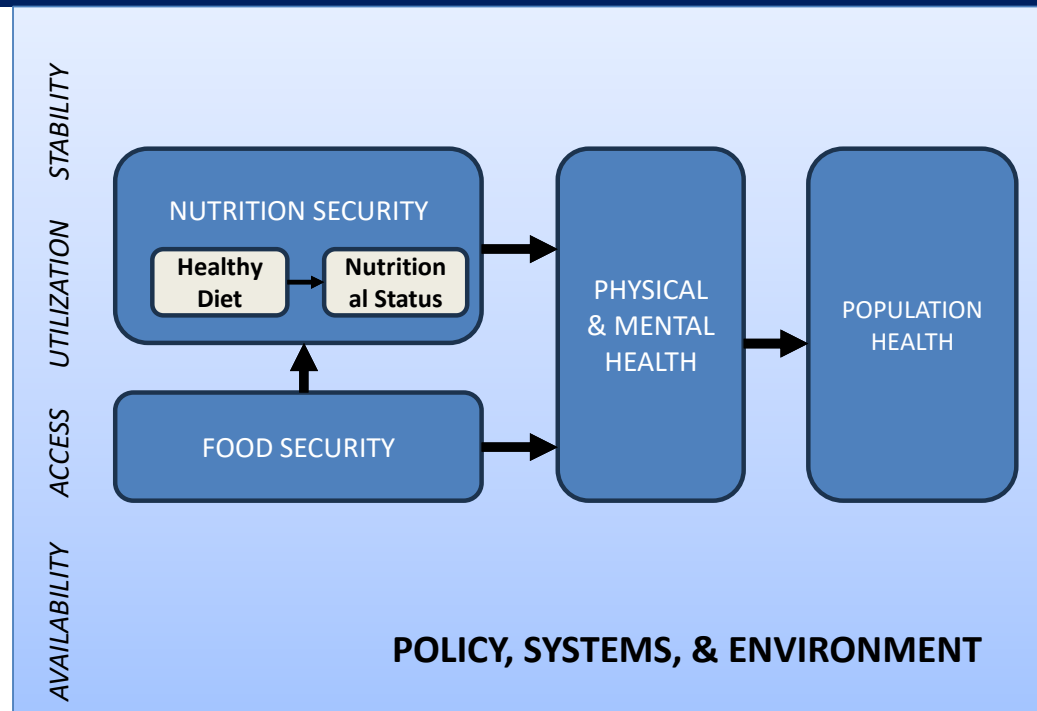 STABILITY
UTILIZATION
ACCESS
AVAILABILITY
NUTRITION SECURITY
Healthy
Diet
Nutrition
al Status
FOOD SECURITY
PHYSICAL
& MENTAL
HEALTH
POPULATION
HEALTH
POLICY, SYSTEMS, & ENVIRONMENT